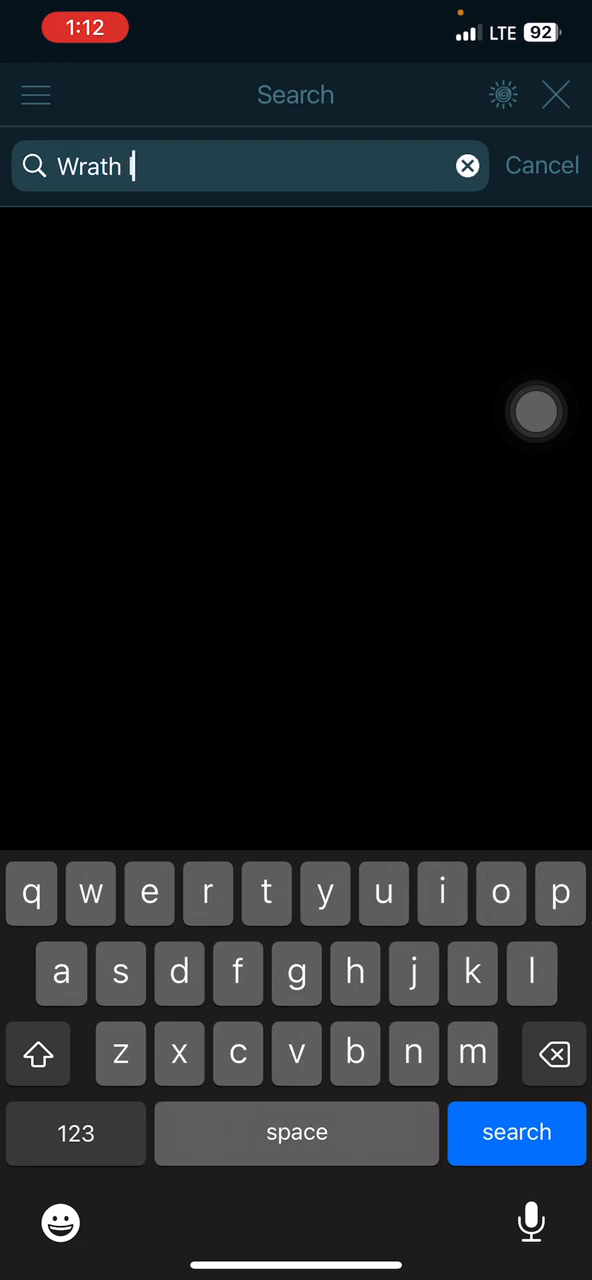 1:12
LTE 92
Search
Wrath
Cancel
q w e r t y u i o p
a s d f g h j k l
z x c v b n m
123 space search